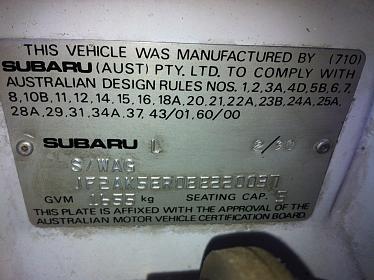 THIS VEHICLE WAS MANUFACTURED BY (710)
SUBARU (AUST) PTY. LTD. TO COMPLY WITH
AUSTRALIAN DESIGN RULES NOS. 1,2,3A,4D,5B,6,7,
8,10B,11,12,14,15,16,18A,20,21,22A,23B,24A,25A,
28A,29,31,34A,37,43/01,60/00
SUBARU L 2/90
S/WAG
GVM 1655 kg SEATING CAP. 5
THIS PLATE IS AFFIXED WITH THE APPROVAL OF THE
AUSTRALIAN MOTOR VEHICLE CERTIFICATION BOARD.